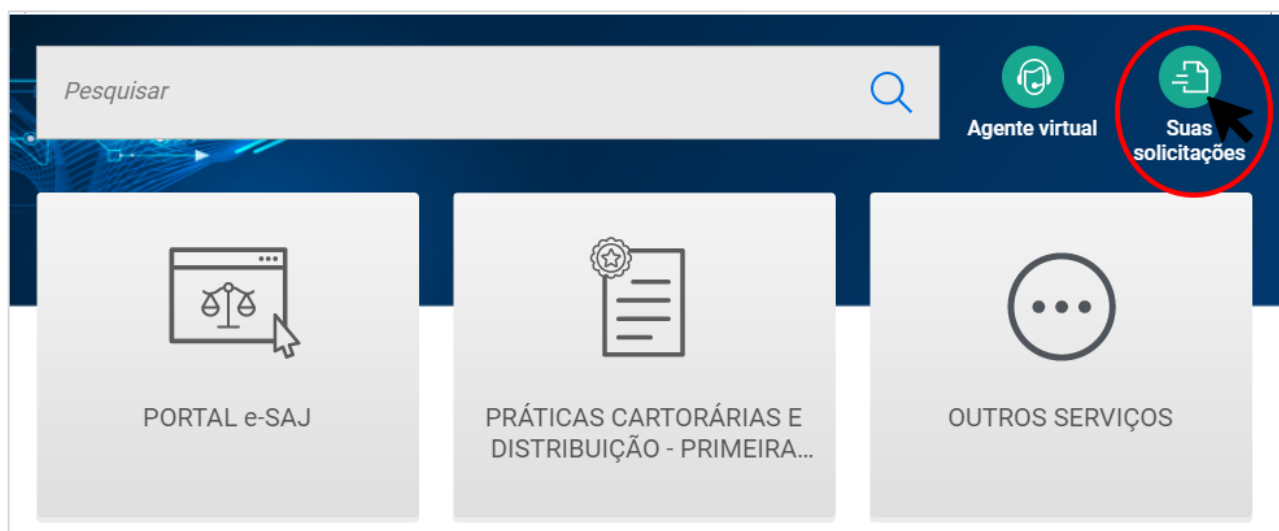 Pesquisar
Agente virtual
Suas
solicitações
PORTAL e-SAJ
PRÁTICAS CARTORÁRIAS E
DISTRIBUIÇÃO - PRIMEIRA...
OUTROS SERVIÇOS